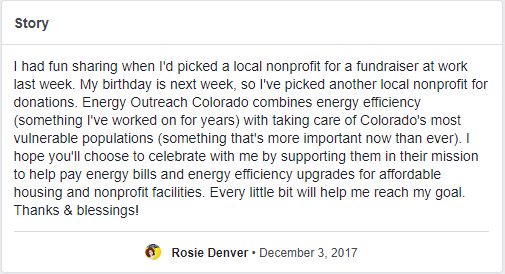 Story
I had fun sharing when I'd picked a local nonprofit for a fundraiser at work
last week. My birthday is next week, so I've picked another local nonprofit for
donations. Energy Outreach Colorado combines energy efficiency
(something I've worked on for years) with taking care of Colorado's most
vulnerable populations (something that's more important now than ever). I
hope you'll choose to celebrate with me by supporting them in their mission
to help pay energy bills and energy efficiency upgrades for affordable
housing and nonprofit facilities. Every little bit will help me reach my goal.
Thanks & blessings!
Rosie Denver • December 3, 2017